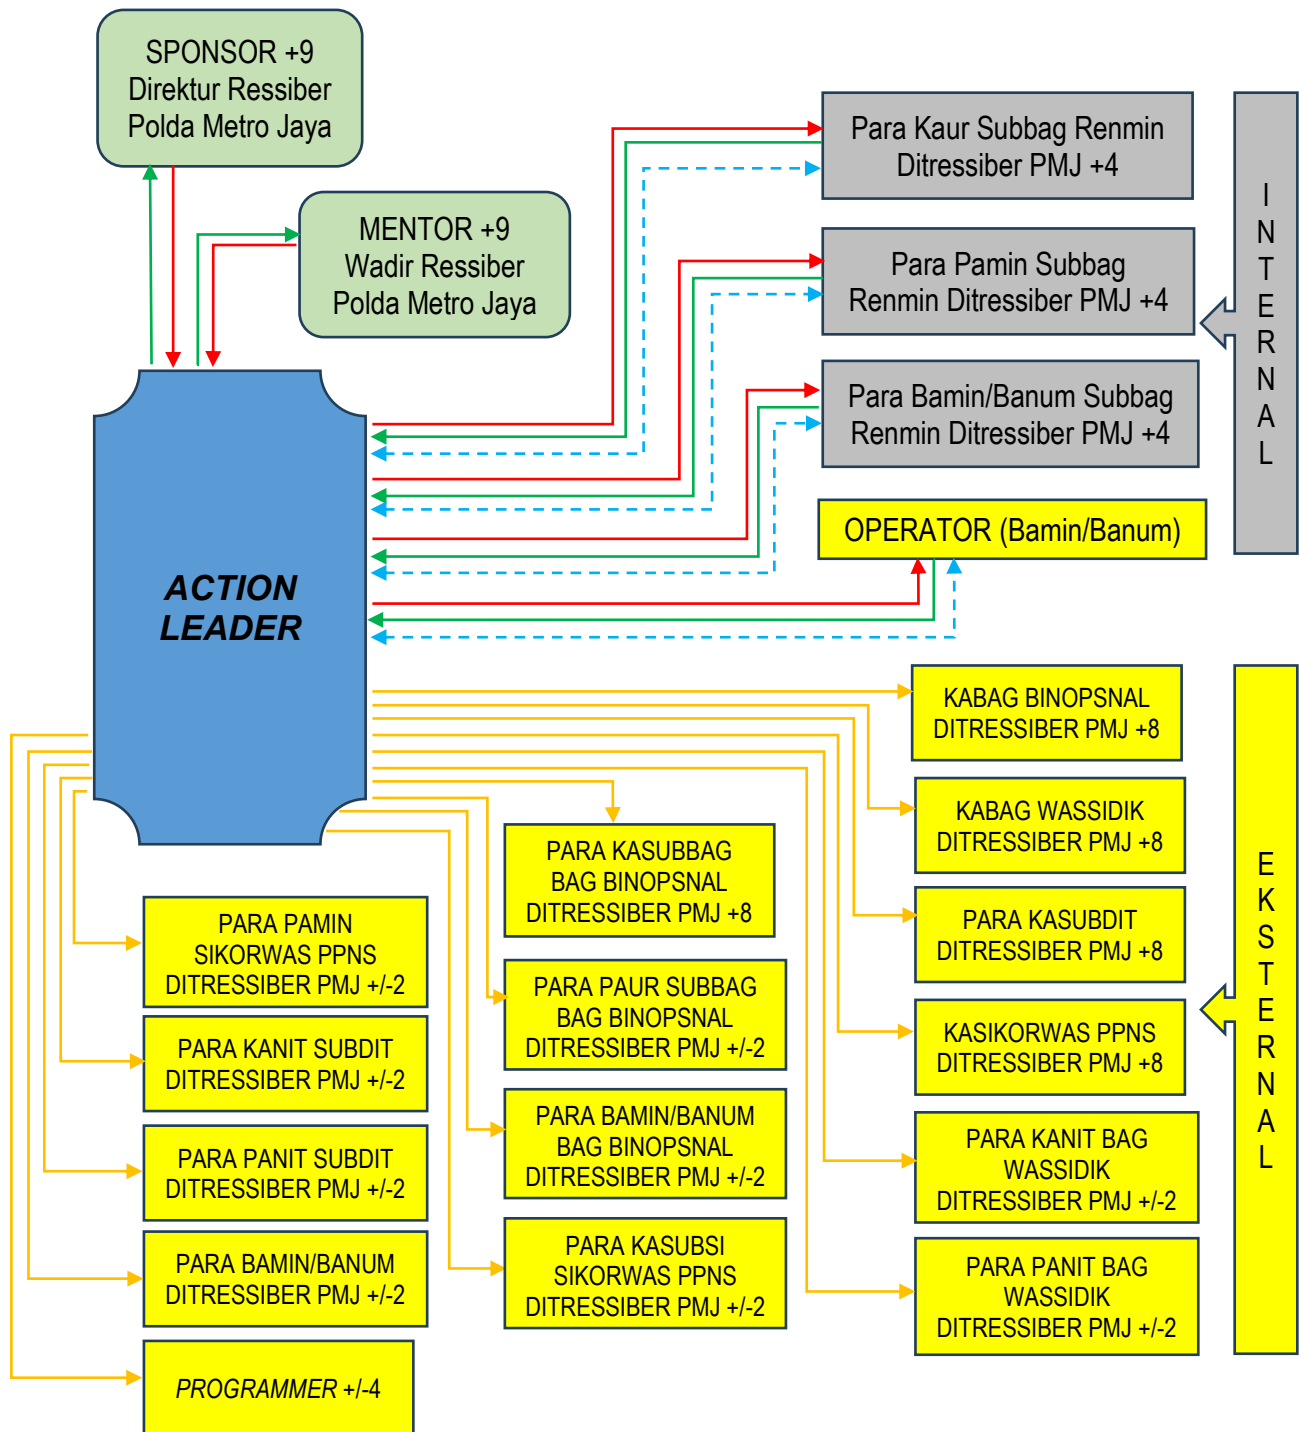 SPONSOR +9
Direktur Ressiber
Polda Metro Jaya
MENTOR +9
Wadir Ressiber
Polda Metro Jaya
Para Kaur Subbag Renmin
Ditressiber PMJ +4
Para Pamin Subbag
Renmin Ditressiber PMJ +4
Para Bamin/Banum Subbag
Renmin Ditressiber PMJ +4
OPERATOR (Bamin/Banum)
I
N
T
E
R
N
A
L
ACTION
LEADER
KABAG BINOPSNAL
DITRESSIBER PMJ +8
KABAG WASSIDIK
DITRESSIBER PMJ +8
PARA KASUBDIT
DITRESSIBER PMJ +8
KASIKORWAS PPNS
DITRESSIBER PMJ +8
PARA KANIT BAG
WASSIDIK
DITRESSIBER PMJ +/-2
PARA PANIT BAG
WASSIDIK
DITRESSIBER PMJ +/-2
E
K
S
T
E
R
N
A
L
PARA KASUBBAG
BAG BINOPSNAL
DITRESSIBER PMJ +8
PARA PAUR SUBBAG
BAG BINOPSNAL
DITRESSIBER PMJ +/-2
PARA BAMIN/BANUM
BAG BINOPSNAL
DITRESSIBER PMJ +/-2
PARA KASUBSI
SIKORWAS PPNS
DITRESSIBER PMJ +/-2
PARA PAMIN
SIKORWAS PPNS
DITRESSIBER PMJ +/-2
PARA KANIT SUBDIT
DITRESSIBER PMJ +/-2
PARA PANIT SUBDIT
DITRESSIBER PMJ +/-2
PARA BAMIN/BANUM
DITRESSIBER PMJ +/-2
PROGRAMMER +/-4